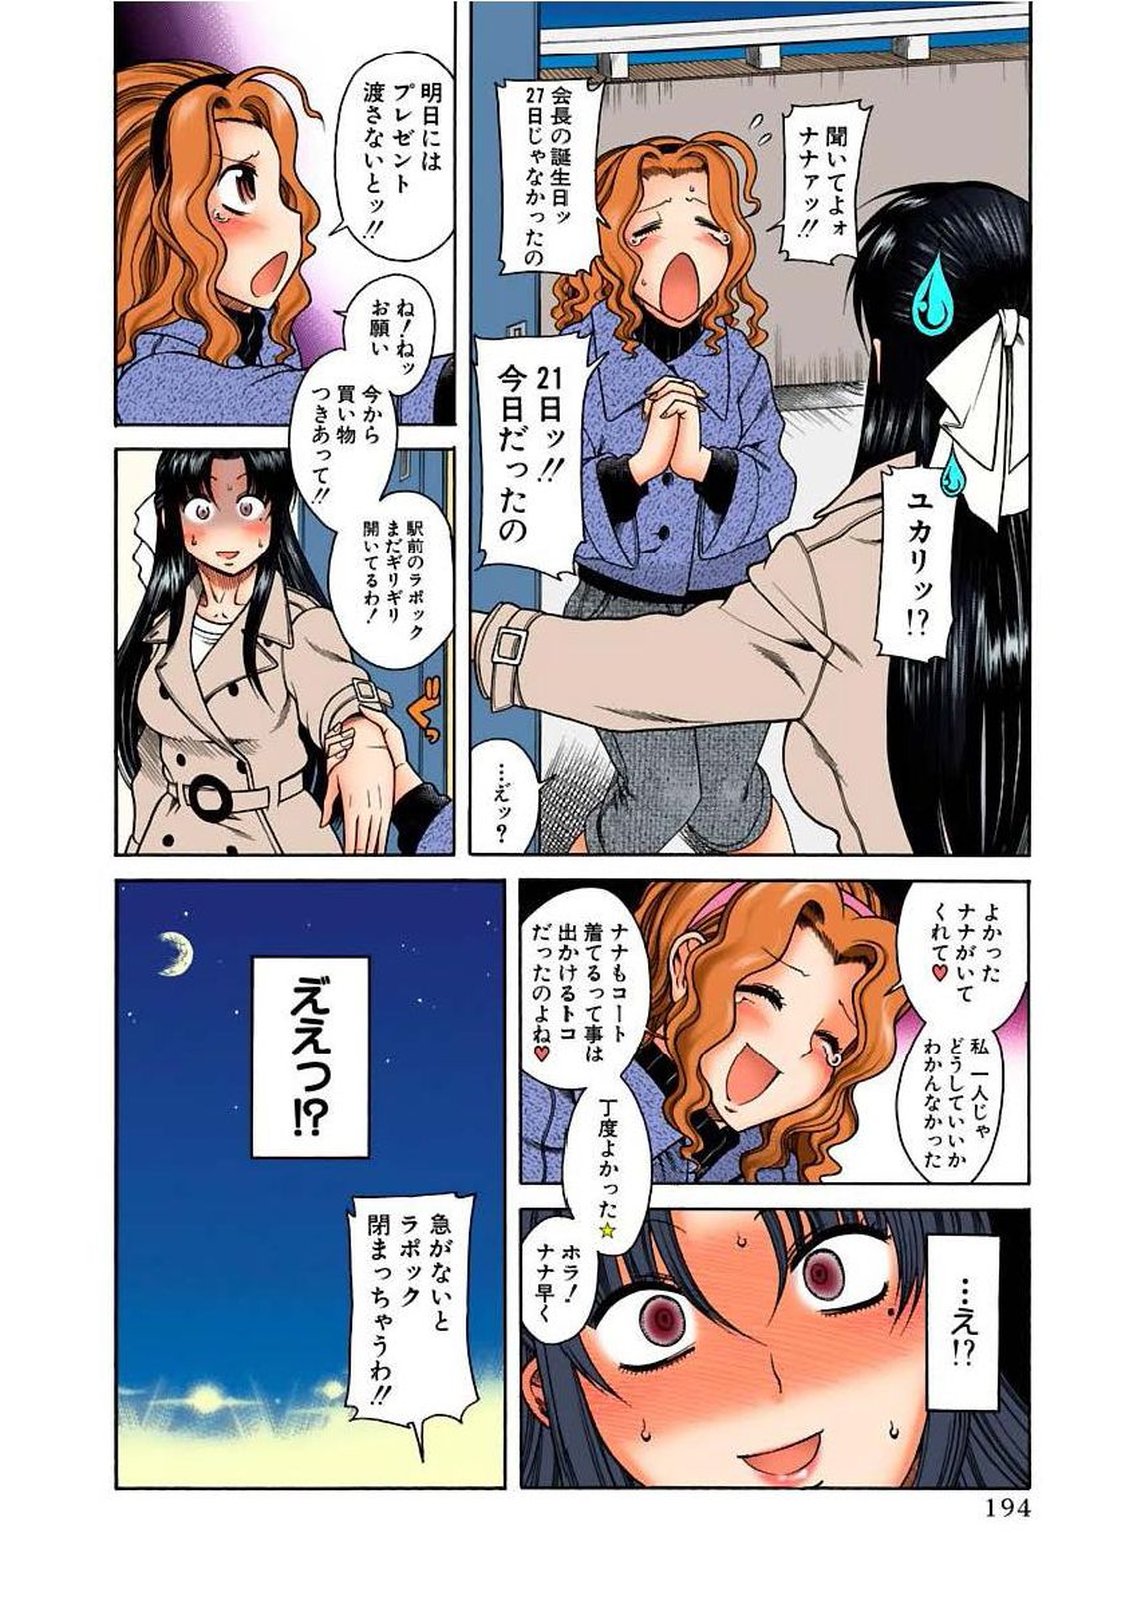 聞いてよォ
ナナァッ!!
会長の誕生日ッ
27日じゃなかったの
ユカリッ!?
21日ッ!!
今日だったの
…えッ?
明日には
プレゼント
渡さないとッ!!
ね!ねッ
お願い
今から
買い物
つきあって!!
駅前のラポック
まだギリギリ
開いてるわ!
よかった
ナナがいて
くれて♥
私 一人じゃ
どうしていいか
わかんなかった
ナナもコート
着てるって事は
出かけるトコ
だったのよね♥
丁度よかった★
ホラ!
ナナ早く
…え!?
ええっ!?
急がないと
ラポック
閉まっちゃうわ!!
194